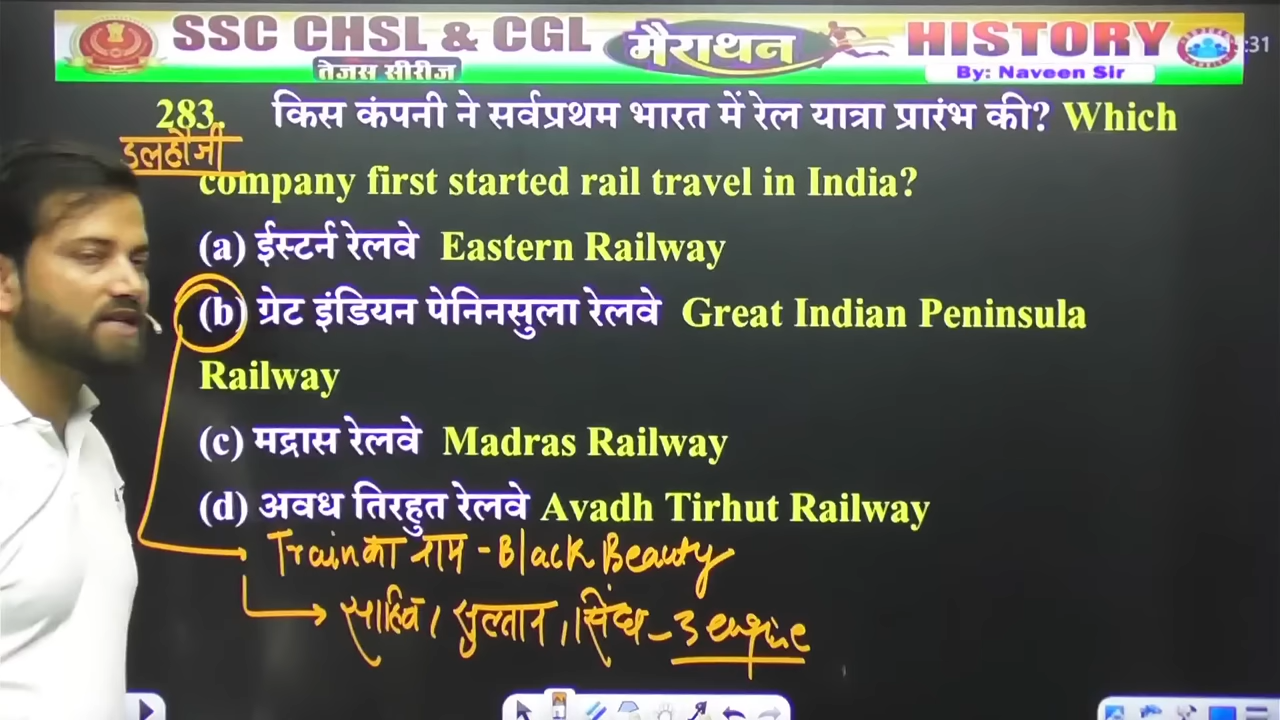 SSC CHSL & CGL मैराथन HISTORY
तेजस सीरीज By: Naveen Sir
:31
283. किस कंपनी ने सर्वप्रथम भारत में रेल यात्रा प्रारंभ की? Which
डलहौजी
company first started rail travel in India?
(a) ईस्टर्न रेलवे Eastern Railway
(b) ग्रेट इंडियन पेनिनसुला रेलवे Great Indian Peninsula
Railway
(c) मद्रास रेलवे Madras Railway
(d) अवध तिरहुत रेलवे Avadh Tirhut Railway
Train का नाम - Black Beauty
साहिब, सुल्तान, सिंध - 3 engine